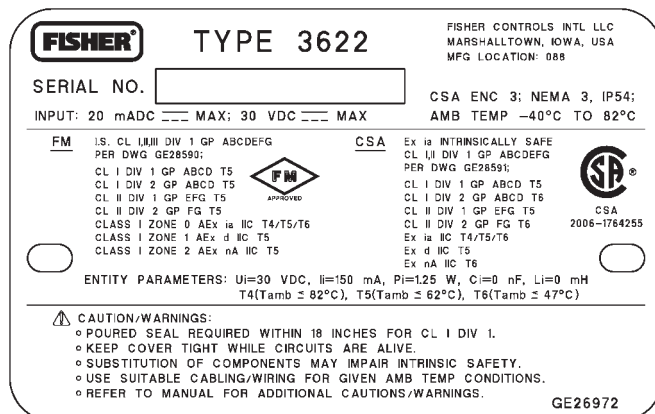 FISHER®
TYPE 3622
FISHER CONTROLS INTL LLC
MARSHALLTOWN, IOWA, USA
MFG LOCATION: 088
SERIAL NO.
CSA ENC 3; NEMA 3, IP54;
INPUT: 20 mADC MAX; 30 VDC MAX
AMB TEMP -40°C TO 82°C
FM
I.S. CL I,II,III DIV 1 GP ABCDEFG
PER DWG GE28590;
CL I DIV 1 GP ABCD T5
CL I DIV 2 GP ABCD T5
CL II DIV 1 GP EFG T5
CL II DIV 2 GP FG T5
CLASS I ZONE 0 AEx ia IIC T4/T5/T6
CLASS I ZONE 1 AEx d IIC T5
CLASS I ZONE 2 AEx nA IIC T5
FM
APPROVED
CSA
Ex ia INTRINSICALLY SAFE
CL I,II DIV 1 GP ABCDEFG
PER DWG GE28591;
CL I DIV 1 GP ABCD T5
CL I DIV 2 GP ABCD T6
CL II DIV 1 GP EFG T5
CL II DIV 2 GP FG T6
Ex ia IIC T4/T5/T6
Ex d IIC T5
Ex nA IIC T6
SA®
CSA
2006-1764255
ENTITY PARAMETERS: Ui=30 VDC, Ii=150 mA, Pi=1.25 W, Ci=0 nF, Li=0 mH
T4(Tamb ≤ 82°C), T5(Tamb ≤ 62°C), T6(Tamb ≤ 47°C)
CAUTION/WARNINGS:
○ POURED SEAL REQUIRED WITHIN 18 INCHES FOR CL I DIV 1.
○ KEEP COVER TIGHT WHILE CIRCUITS ARE ALIVE.
○ SUBSTITUTION OF COMPONENTS MAY IMPAIR INTRINSIC SAFETY.
○ USE SUITABLE CABLING/WIRING FOR GIVEN AMB TEMP CONDITIONS.
○ REFER TO MANUAL FOR ADDITIONAL CAUTIONS/WARNINGS.
GE26972